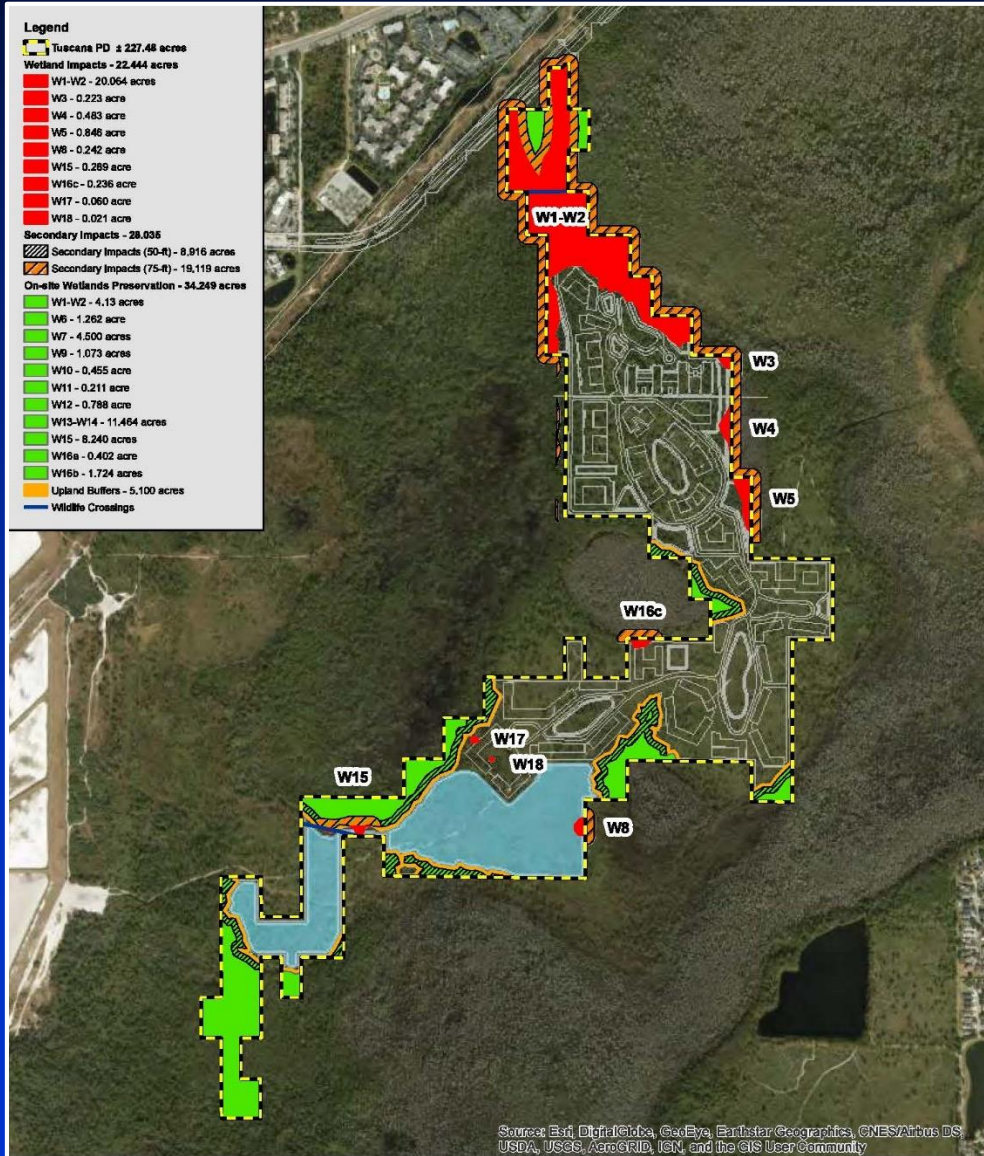 Legend
Tuscana PD ± 227.48 acres
Wetland Impacts - 22.444 acres
W1-W2 - 20.064 acres
W3 - 0.223 acre
W4 - 0.483 acre
W5 - 0.846 acre
W8 - 0.242 acre
W15 - 0.269 acre
W16c - 0.236 acre
W17 - 0.060 acre
W18 - 0.021 acre
Secondary Impacts - 28.035
Secondary Impacts (50-ft) - 8.916 acres
Secondary Impacts (75-ft) - 19.119 acres
On-site Wetlands Preservation - 34.249 acres
W1-W2 - 4.13 acres
W6 - 1.262 acre
W7 - 4.500 acres
W9 - 1.073 acres
W10 - 0.455 acre
W11 - 0.211 acre
W12 - 0.788 acre
W13-W14 - 11.464 acres
W15 - 8.240 acres
W16a - 0.402 acre
W16b - 1.724 acres
Upland Buffers - 5.100 acres
Wildlife Crossings
W1-W2
W3
W4
W5
W16c
W17
W18
W15
W8
Source: Esri, DigitalGlobe, GeoEye, Earthstar Geographics, CNES/Airbus DS,
USDA, USGS, AeroGRID, IGN, and the GIS User Community